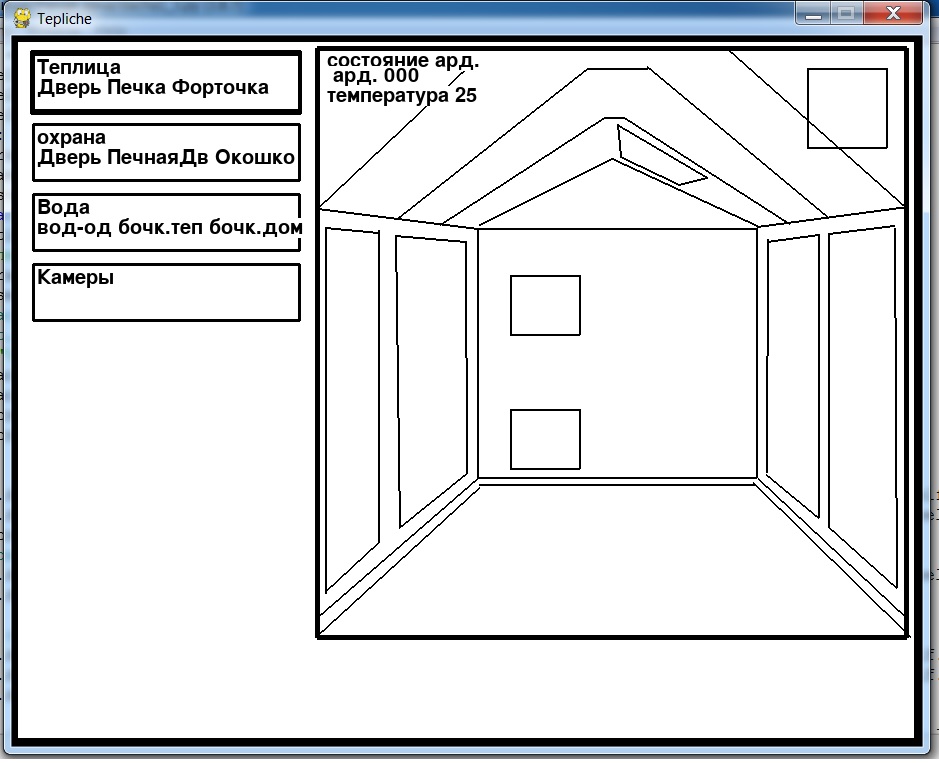 Tepliche
Теплица
Дверь Печка Форточка
охрана
Дверь ПечнаяДв Окошко
Вода
вод-од бочк.теп бочк.дом
Камеры
состояние ард.
ард. 000
температура 25